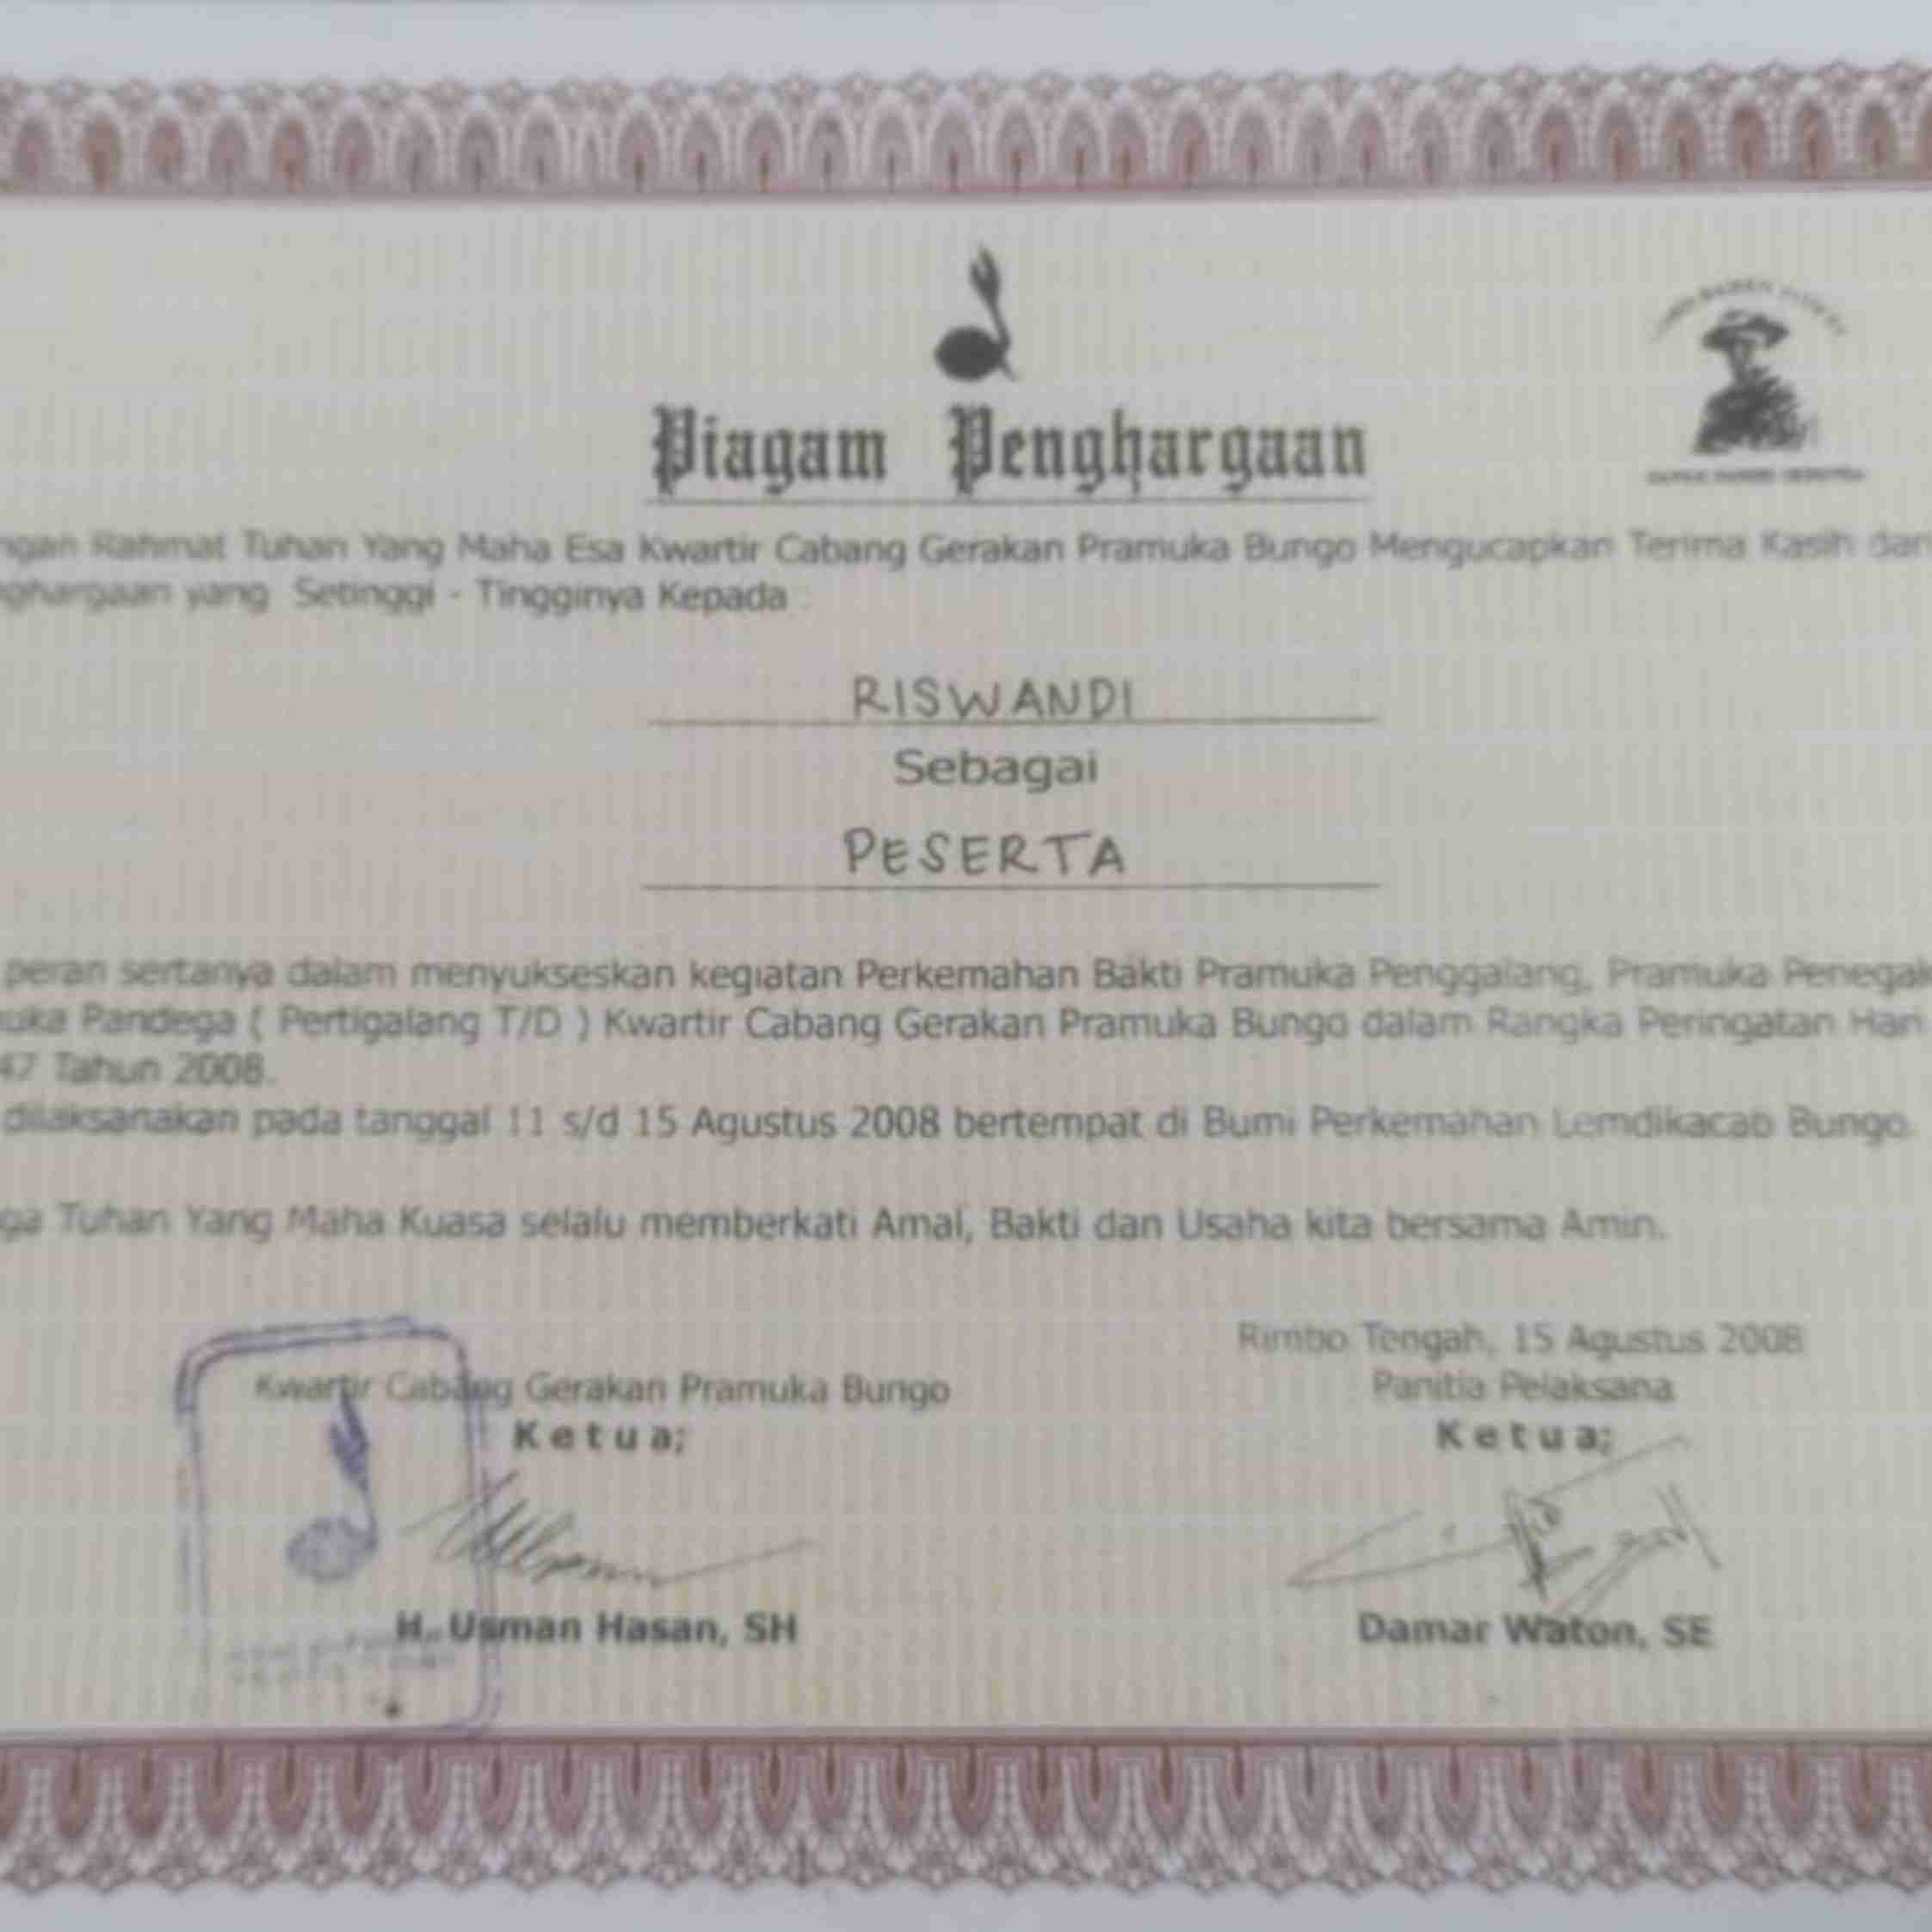 Piagam Penghargaan
ngan Rahmat Tuhan Yang Maha Esa Kwartir Cabang Gerakan Pramuka Bungo Mengucapkan Terima Kasih dan
nghargaan yang Setinggi - Tingginya Kepada :
RISWANDI
Sebagai
PESERTA
peran sertanya dalam menyukseskan kegiatan Perkemahan Bakti Pramuka Penggalang, Pramuka Penegak
uka Pandega ( Pertigalang T/D ) Kwartir Cabang Gerakan Pramuka Bungo dalam Rangka Peringatan Hari
47 Tahun 2008.
dilaksanakan pada tanggal 11 s/d 15 Agustus 2008 bertempat di Bumi Perkemahan Lemdikacab Bungo.
ga Tuhan Yang Maha Kuasa selalu memberkati Amal, Bakti dan Usaha kita bersama Amin.
Rimbo Tengah, 15 Agustus 2008
Kwartir Cabang Gerakan Pramuka Bungo
Panitia Pelaksana
Ketua;
Ketua;
H. Usman Hasan, SH
Damar Waton, SE